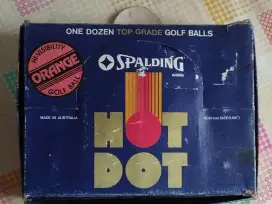 ONE DOZEN TOP GRADE GOLF BALLS
HI-VISIBILITY
ORANGE
GOLF BALL
SPALDING
MADE IN AUSTRALIA
HOT
DOT